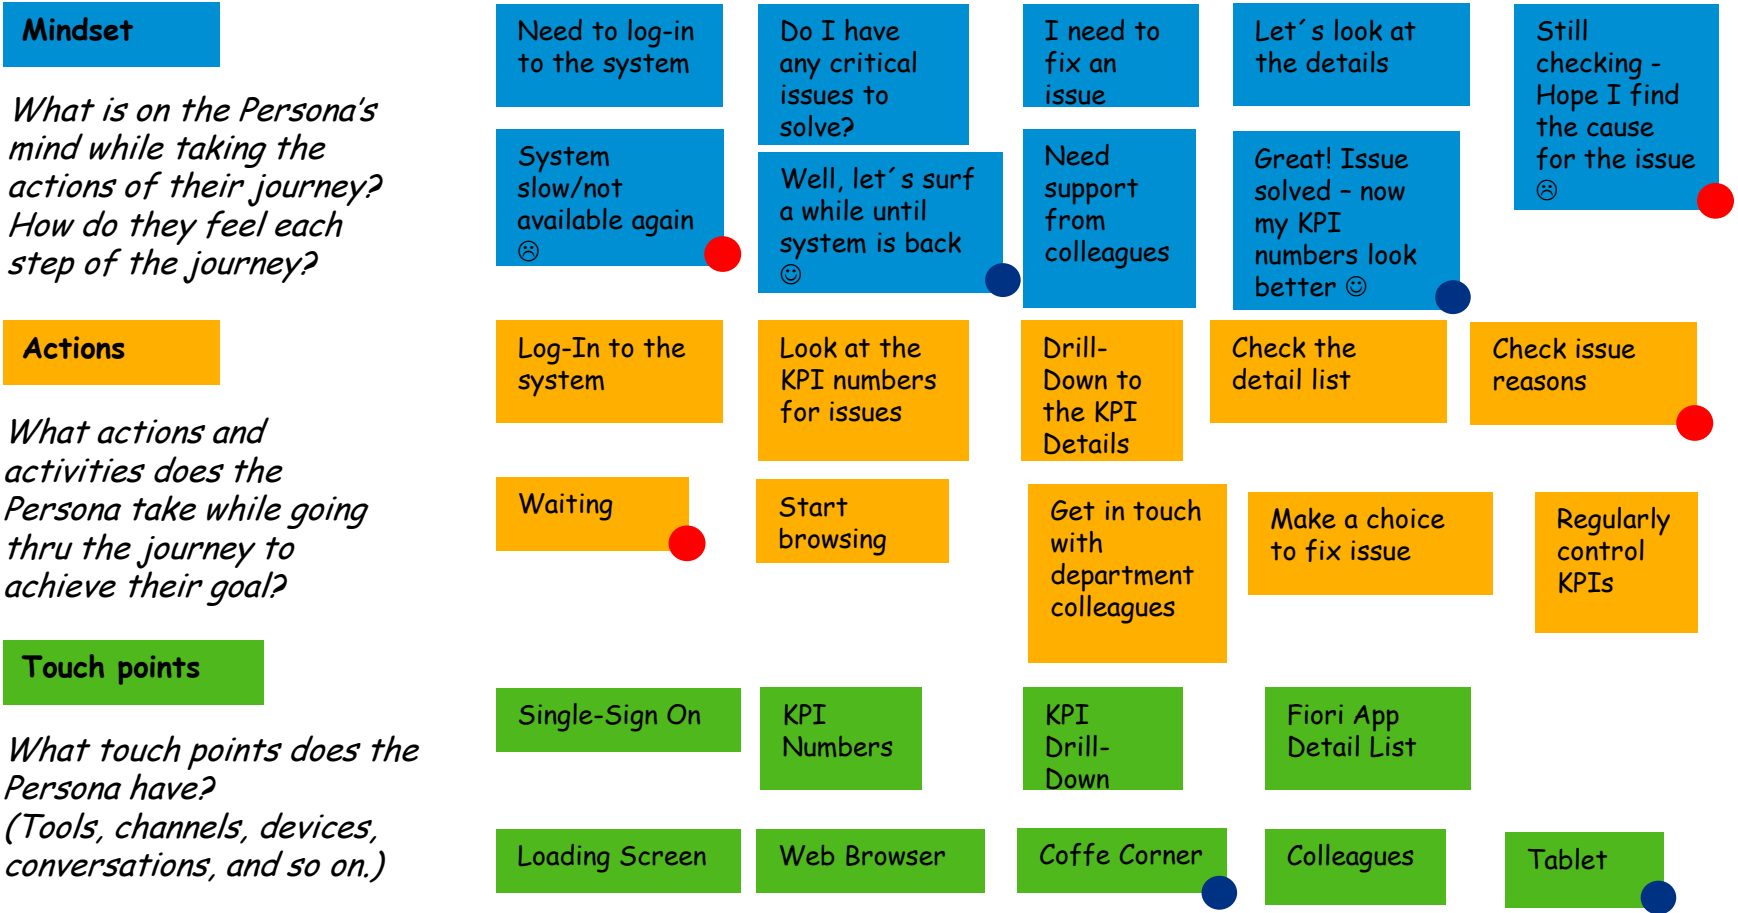 Mindset
What is on the Persona's
mind while taking the
actions of their journey?
How do they feel each
step of the journey?
Need to log-in
to the system
Do I have
any critical
issues to
solve?
I need to
fix an
issue
Let´s look at
the details
Still
checking -
Hope I find
the cause
for the issue
☹
System
slow/not
available again
☹
Well, let´s surf
a while until
system is back
☺
Need
support
from
colleagues
Great! Issue
solved – now
my KPI
numbers look
better ☺
Actions
What actions and
activities does the
Persona take while going
thru the journey to
achieve their goal?
Log-In to the
system
Look at the
KPI numbers
for issues
Drill-
Down to
the KPI
Details
Check the
detail list
Check issue
reasons
Waiting
Start
browsing
Get in touch
with
department
colleagues
Make a choice
to fix issue
Regularly
control
KPIs
Touch points
What touch points does the
Persona have?
(Tools, channels, devices,
conversations, and so on.)
Single-Sign On
KPI
Numbers
KPI
Drill-
Down
Fiori App
Detail List
Loading Screen
Web Browser
Coffe Corner
Colleagues
Tablet